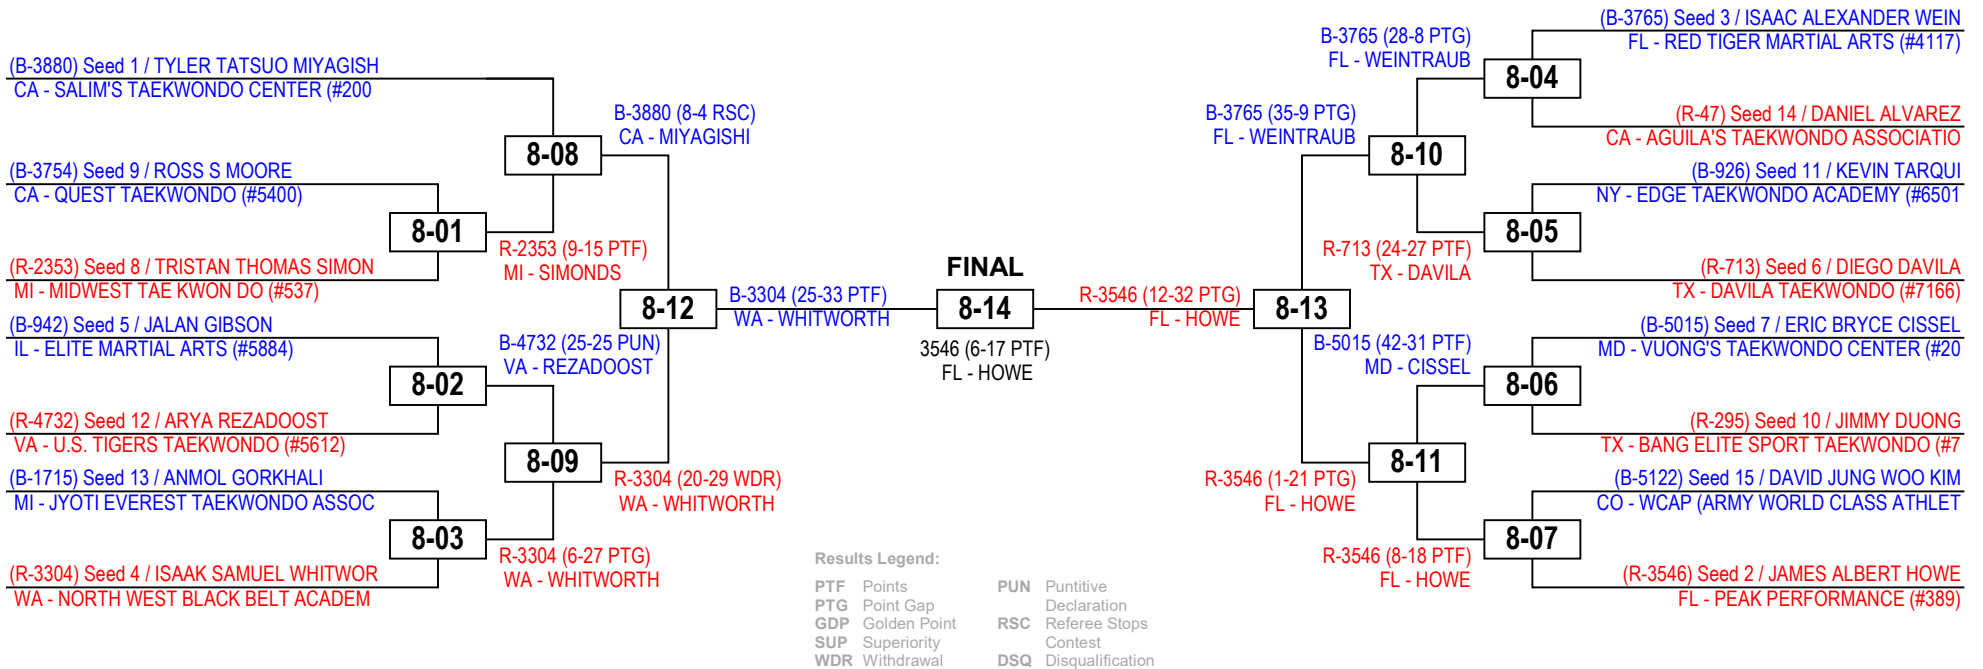 (B-3880) Seed 1 / TYLER TATSUO MIYAGISH
CA - SALIM'S TAEKWONDO CENTER (#200
(B-3754) Seed 9 / ROSS S MOORE
CA - QUEST TAEKWONDO (#5400)
(R-2353) Seed 8 / TRISTAN THOMAS SIMON
MI - MIDWEST TAE KWON DO (#537)
(B-942) Seed 5 / JALAN GIBSON
IL - ELITE MARTIAL ARTS (#5884)
(R-4732) Seed 12 / ARYA REZADOOST
VA - U.S. TIGERS TAEKWONDO (#5612)
(B-1715) Seed 13 / ANMOL GORKHALI
MI - JYOTI EVEREST TAEKWONDO ASSOC
(R-3304) Seed 4 / ISAAK SAMUEL WHITWOR
WA - NORTH WEST BLACK BELT ACADEM
8-01
8-02
8-03
R-2353 (9-15 PTF)
MI - SIMONDS
B-4732 (25-25 PUN)
VA - REZADOOST
R-3304 (6-27 PTG)
WA - WHITWORTH
8-08
8-09
B-3880 (8-4 RSC)
CA - MIYAGISHI
R-3304 (20-29 WDR)
WA - WHITWORTH
8-12
B-3304 (25-33 PTF)
WA - WHITWORTH
FINAL
8-14
3546 (6-17 PTF)
FL - HOWE
R-3546 (12-32 PTG)
FL - HOWE
8-13
B-3765 (35-9 PTG)
FL - WEINTRAUB
R-3546 (1-21 PTG)
FL - HOWE
8-10
8-11
B-3765 (28-8 PTG)
FL - WEINTRAUB
R-713 (24-27 PTF)
TX - DAVILA
B-5015 (42-31 PTF)
MD - CISSEL
R-3546 (8-18 PTF)
FL - HOWE
8-04
8-05
8-06
8-07
(B-3765) Seed 3 / ISAAC ALEXANDER WEIN
FL - RED TIGER MARTIAL ARTS (#4117)
(R-47) Seed 14 / DANIEL ALVAREZ
CA - AGUILA'S TAEKWONDO ASSOCIATIO
(B-926) Seed 11 / KEVIN TARQUI
NY - EDGE TAEKWONDO ACADEMY (#6501
(R-713) Seed 6 / DIEGO DAVILA
TX - DAVILA TAEKWONDO (#7166)
(B-5015) Seed 7 / ERIC BRYCE CISSEL
MD - VUONG'S TAEKWONDO CENTER (#20
(R-295) Seed 10 / JIMMY DUONG
TX - BANG ELITE SPORT TAEKWONDO (#7
(B-5122) Seed 15 / DAVID JUNG WOO KIM
CO - WCAP (ARMY WORLD CLASS ATHLET
(R-3546) Seed 2 / JAMES ALBERT HOWE
FL - PEAK PERFORMANCE (#389)
Results Legend:
PTF Points
PTG Point Gap
GDP Golden Point
SUP Superiority
WDR Withdrawal
PUN Puntitive
Declaration
RSC Referee Stops
Contest
DSQ Disqualification